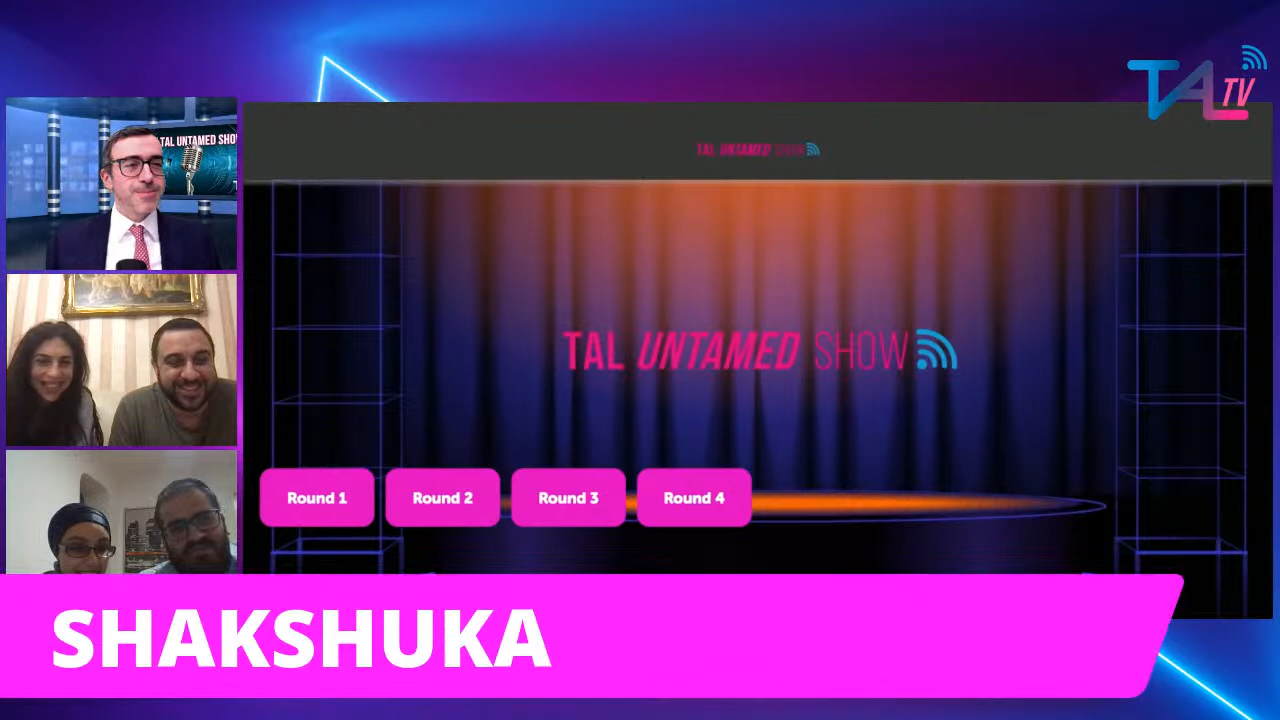 TAL TV
TAL UNTAMED SHOW
TAL UNTAMED SHOW
TAL UNTAMED SHOW
Round 1 Round 2 Round 3 Round 4
SHAKSHUKA